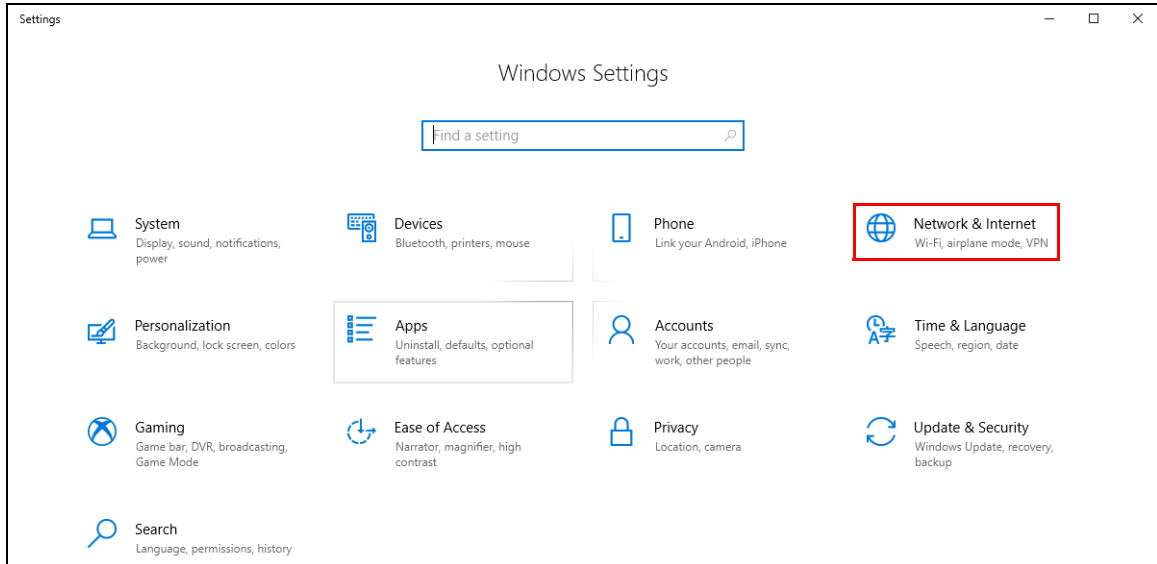 Settings
Windows Settings
Find a setting
System
Display, sound, notifications,
power
Devices
Bluetooth, printers, mouse
Phone
Link your Android, iPhone
Network & Internet
Wi-Fi, airplane mode, VPN
Personalization
Background, lock screen, colors
Apps
Uninstall, defaults, optional
features
Accounts
Your accounts, email, sync,
work, other people
Time & Language
Speech, region, date
Gaming
Game bar, DVR, broadcasting,
Game Mode
Ease of Access
Narrator, magnifier, high
contrast
Privacy
Location, camera
Update & Security
Windows Update, recovery,
backup
Search
Language, permissions, history